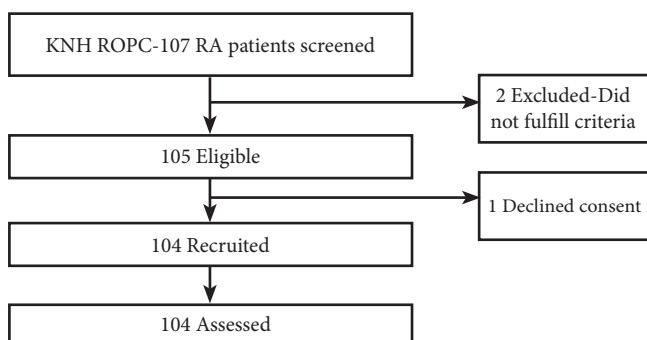 KNH ROPC-107 RA patients screened
2 Excluded-Did
not fulfill criteria
105 Eligible
1 Declined consent
104 Recruited
104 Assessed